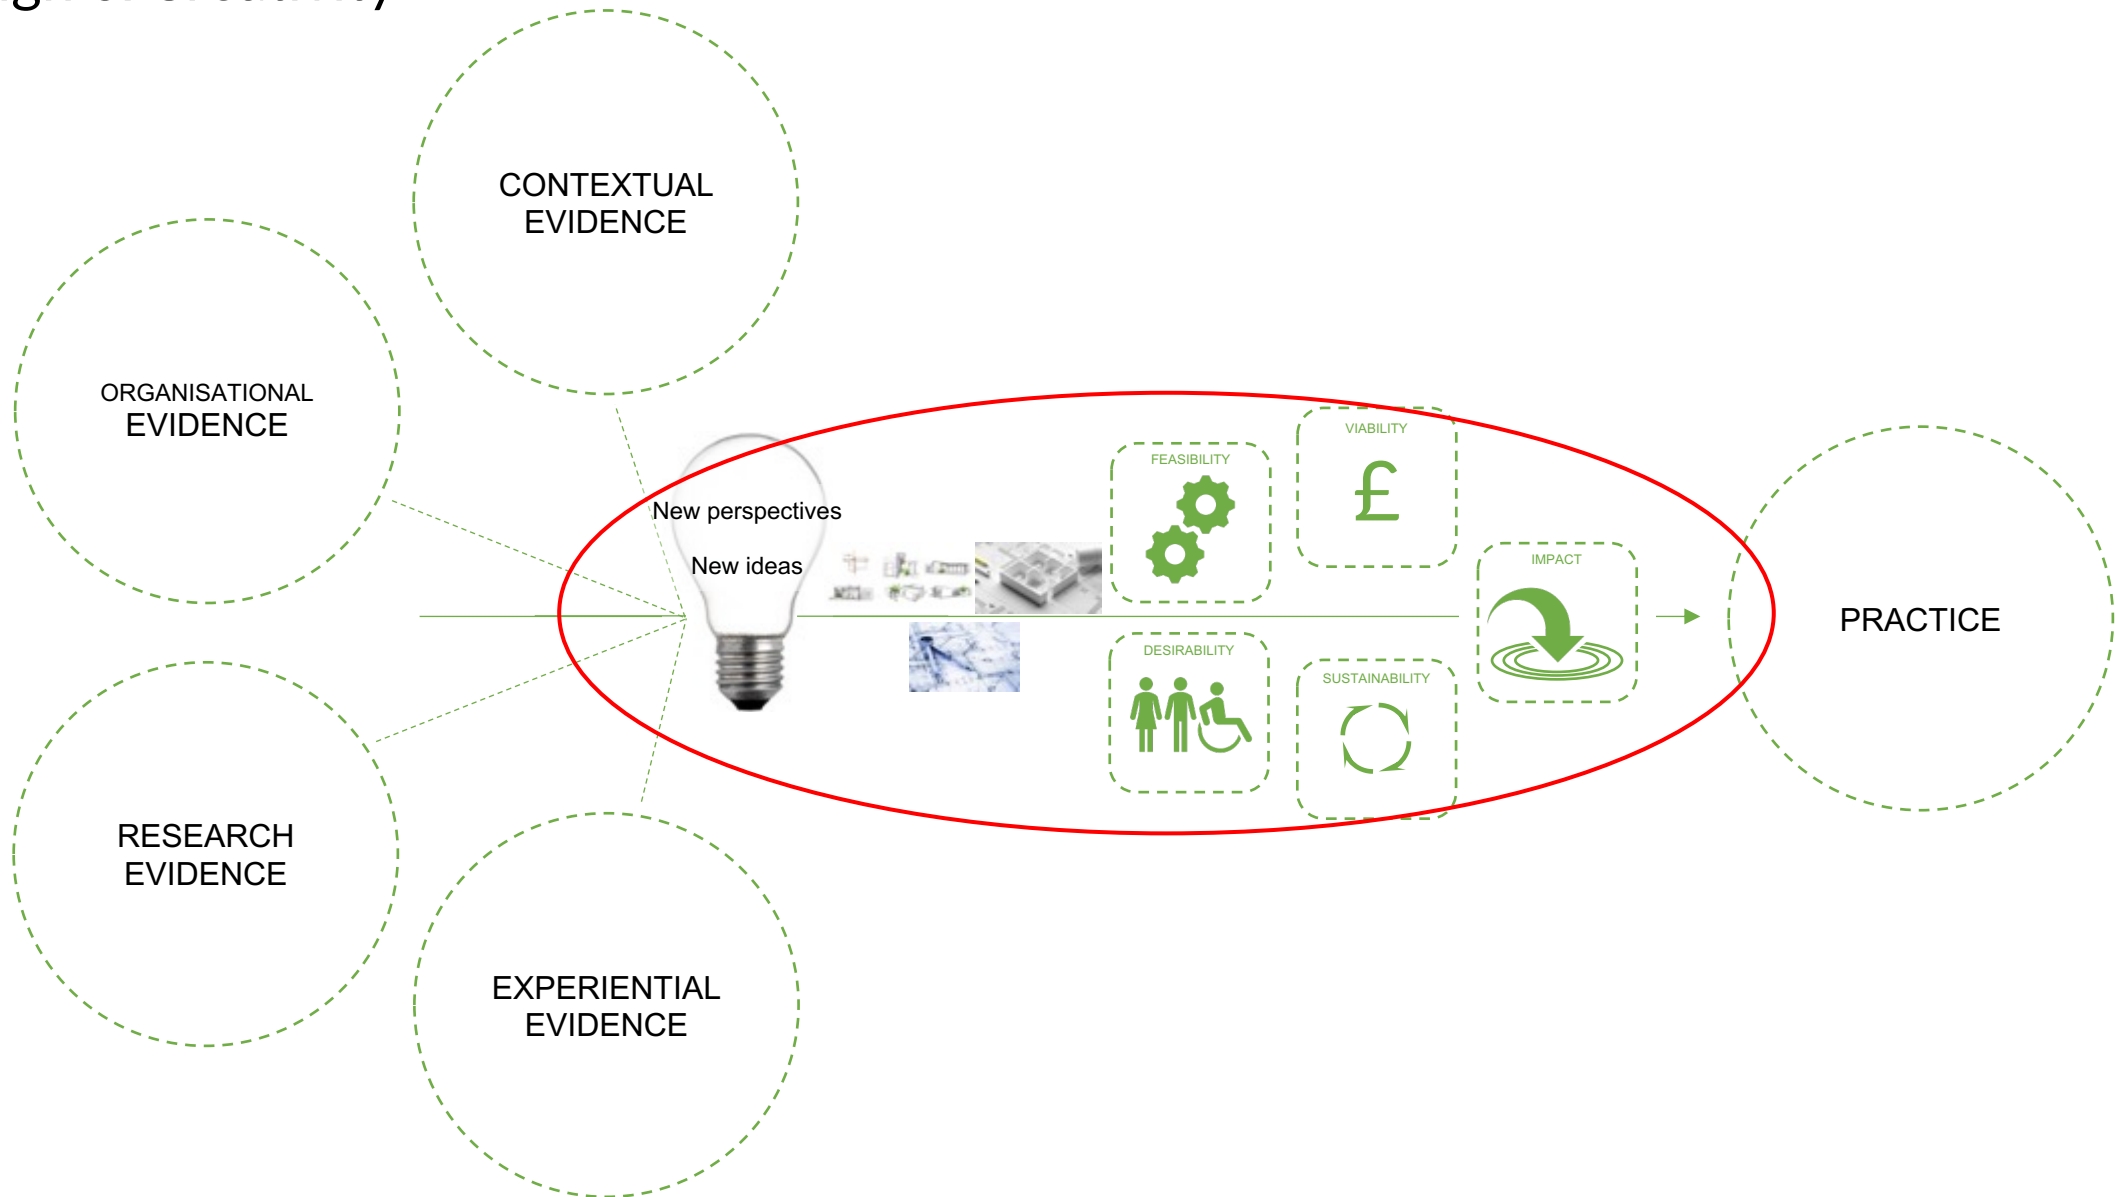 CONTEXTUAL
EVIDENCE
ORGANISATIONAL
EVIDENCE
New perspectives
New ideas
FEASIBILITY
VIABILITY
£
IMPACT
DESIRABILITY
SUSTAINABILITY
PRACTICE
RESEARCH
EVIDENCE
EXPERIENTIAL
EVIDENCE